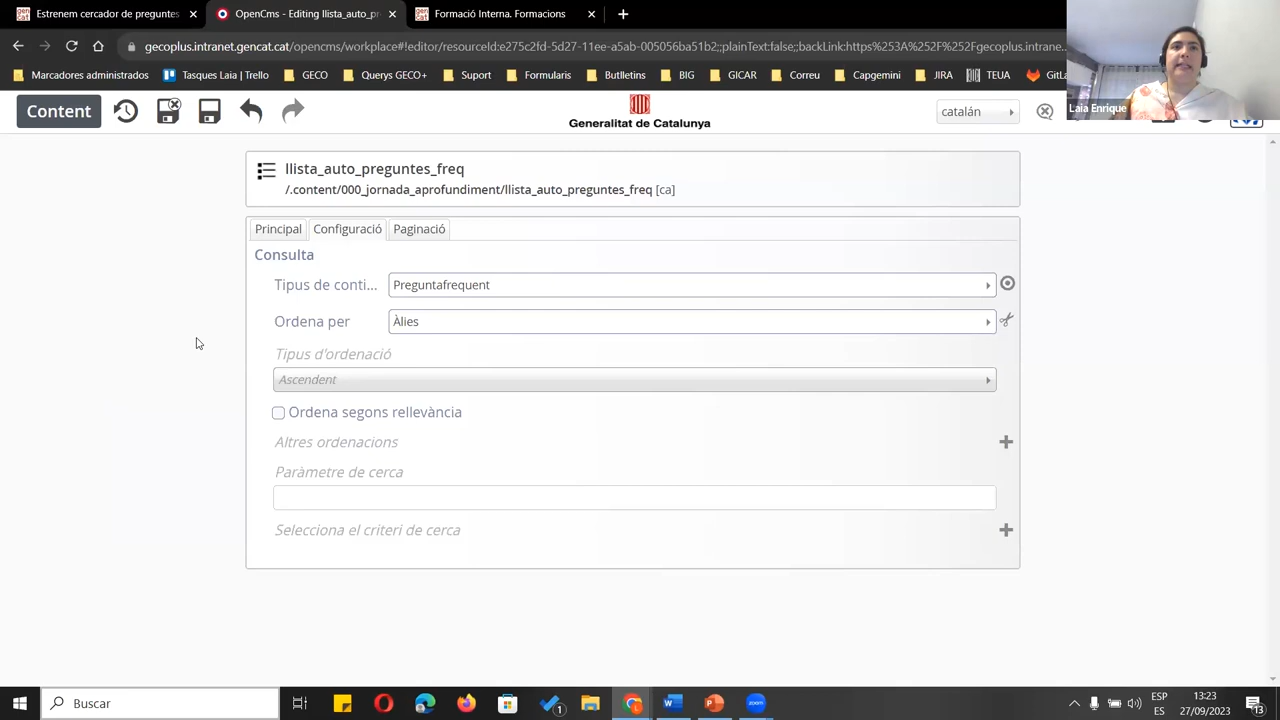 Estrenem cercador de preguntes
OpenCms - Editing llista_auto_pr
Formació Interna. Formacions
gecoplus.intranet.gencat.cat/opencms/workplace#!editor/resourceId:e275c2fd-5d27-11ee-a5ab-005056ba51b2;;plainText:false;;backLink:https%253A%252F%252Fgecoplus.intrane...
Marcadores administrados
Tasques Laia | Trello
GECO
Querys
Suport
Formularis
Butlletins
BIG
GICAR
Correu
Capgemini
JIRA
TEUA
GitLa
Laia Enrique
Content
Generalitat de Catalunya
catalán
llista_auto_preguntes_freq
/.content/000_jornada_aprofundiment/llista_auto_preguntes_freq [ca]
Principal
Configuració
Paginació
Consulta
Tipus de conti...
Preguntafrequent
Ordena per
Àlies
Tipus d'ordenació
Ascendent
Ordena segons rellevància
Altres ordenacions
Paràmetre de cerca
Selecciona el criteri de cerca
Buscar
1
zoom
ESP
ES
13:23
27/09/2023
13